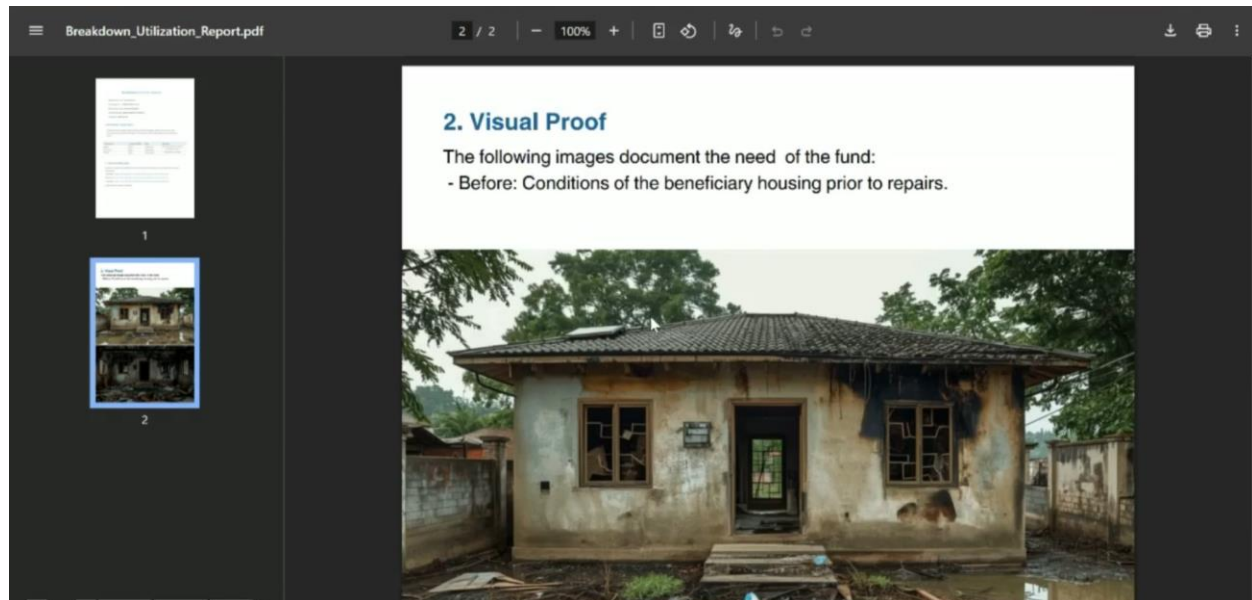 Breakdown_Utilization_Report.pdf
2 / 2
100%
2. Visual Proof
The following images document the need of the fund:
- Before: Conditions of the beneficiary housing prior to repairs.
1
2